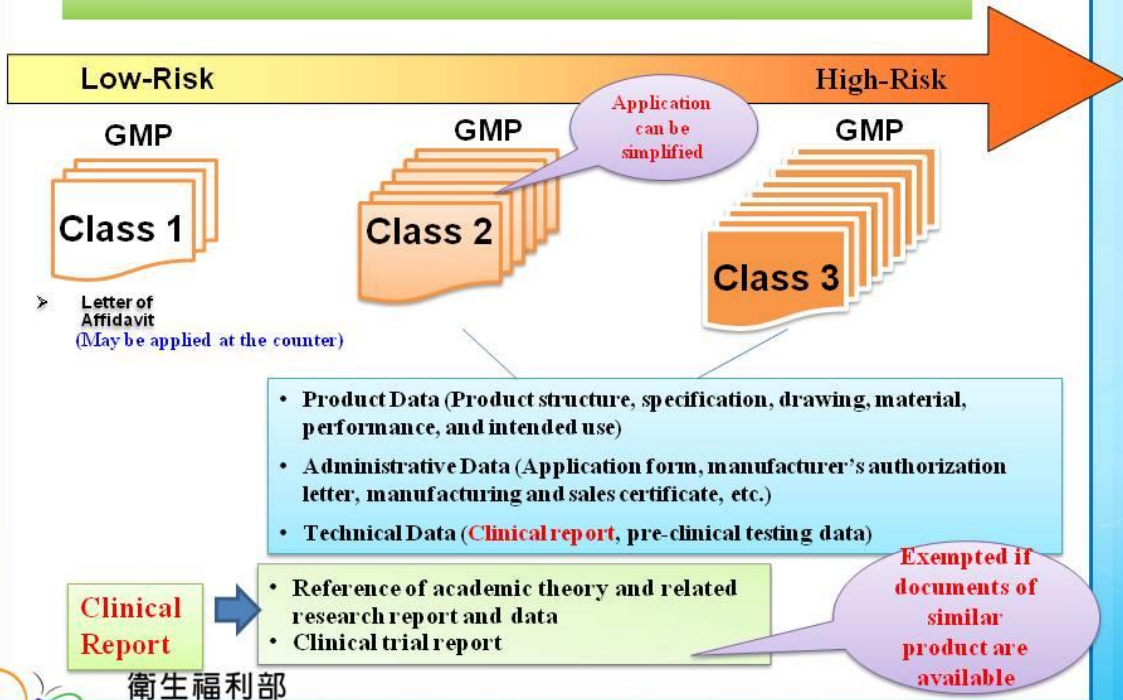 Low-Risk
High-Risk
GMP
GMP
GMP
Application
can be
simplified
Class 1
Class 2
Class 3
➢ Letter of
Affidavit
(May be applied at the counter)
• Product Data (Product structure, specification, drawing, material,
performance, and intended use)
• Administrative Data (Application form, manufacturer's authorization
letter, manufacturing and sales certificate, etc.)
• Technical Data (Clinical report, pre-clinical testing data)
Clinical
Report
• Reference of academic theory and related
research report and data
• Clinical trial report
Exempted if
documents of
similar
product are
available
衛生福利部